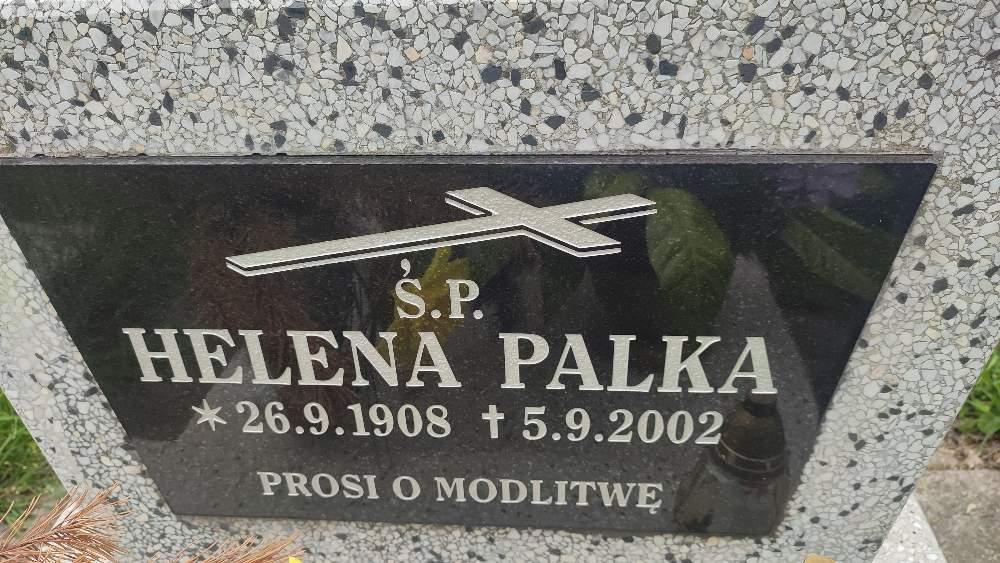 Ś.P.
HELENA PALKA
* 26.9.1908 † 5.9.2002
PROSI O MODLITWĘ